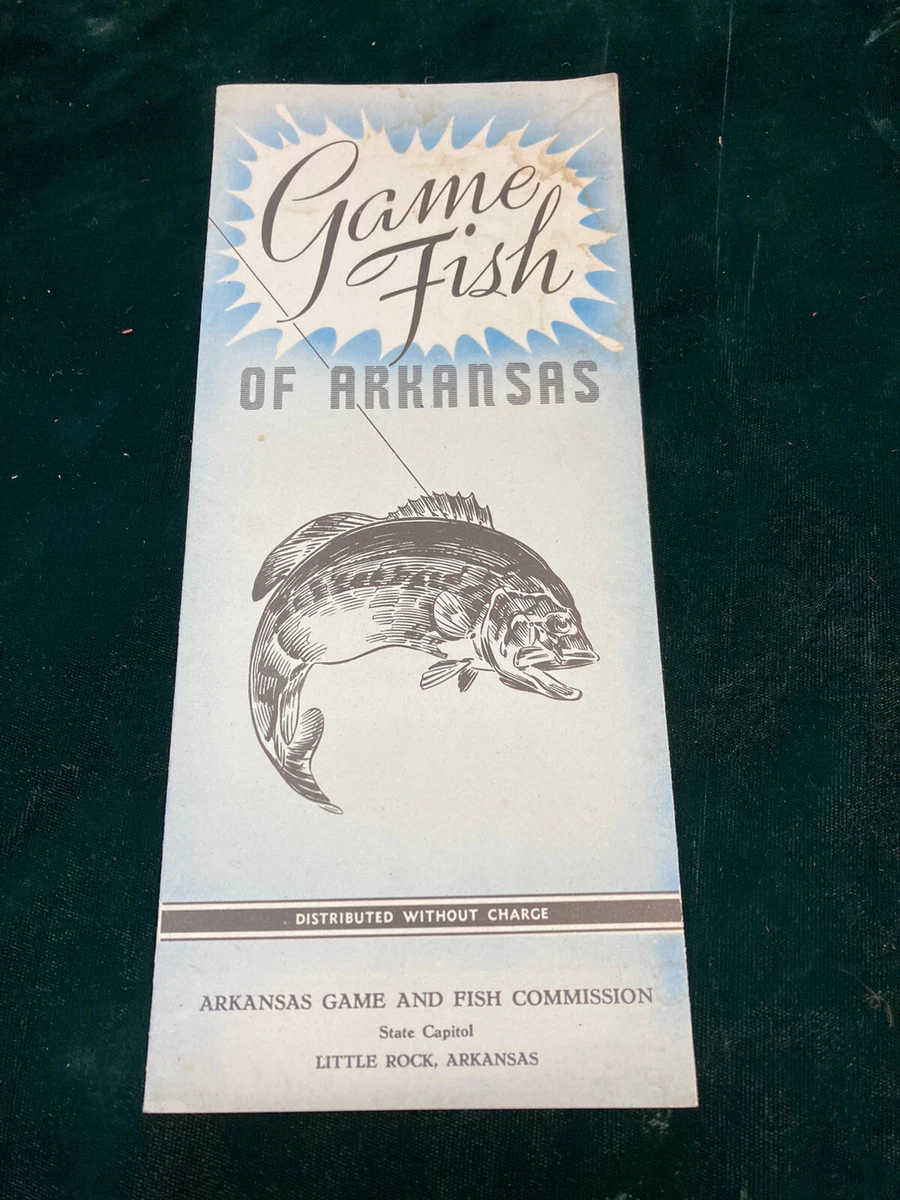 Game
Fish
OF ARKANSAS
DISTRIBUTED WITHOUT CHARGE
ARKANSAS GAME AND FISH COMMISSION
State Capitol
LITTLE ROCK, ARKANSAS